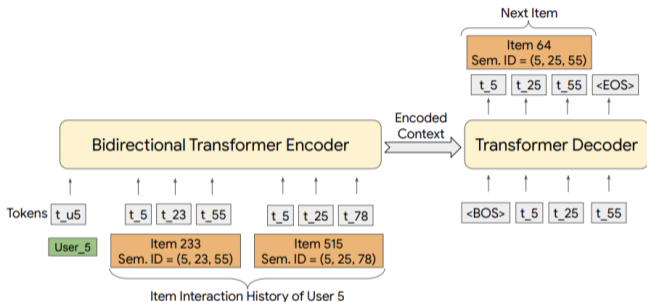 Next Item
Item 64
Sem. ID = (5, 25, 55)
t_5 t_25 t_55 <EOS>
Bidirectional Transformer Encoder
Encoded
Context
Transformer Decoder
Tokens t_u5 t_5 t_23 t_55 t_5 t_25 t_78
<BOS> t_5 t_25 t_55
User_5
Item 233
Sem. ID = (5, 23, 55)
Item 515
Sem. ID = (5, 25, 78)
Item Interaction History of User 5